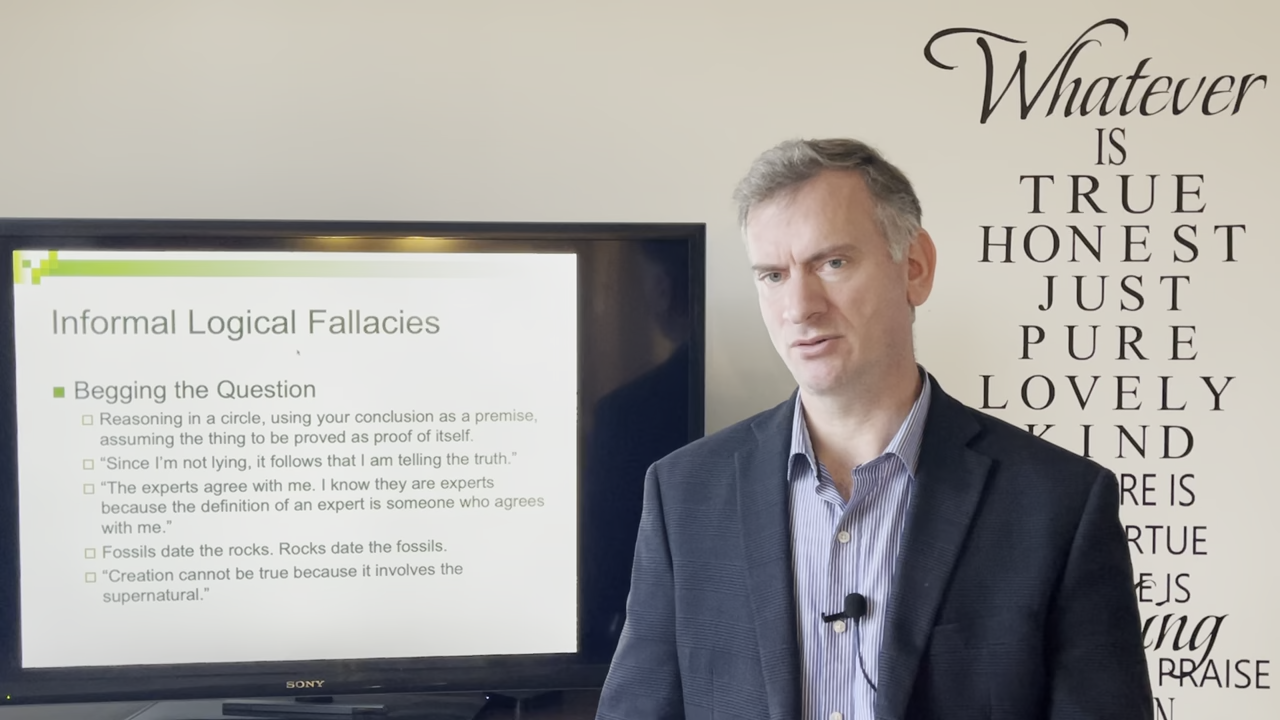 Informal Logical Fallacies
Begging the Question
Reasoning in a circle, using your conclusion as a premise,
assuming the thing to be proved as proof of itself.
“Since I’m not lying, it follows that I am telling the truth.”
“The experts agree with me. I know they are experts
because the definition of an expert is someone who agrees
with me.”
Fossils date the rocks. Rocks date the fossils.
“Creation cannot be true because it involves the
supernatural.”
SONY
Whatever
IS
TRUE
HONEST
JUST
PURE
LOVELY
KIND
IS
IS
PRAISE